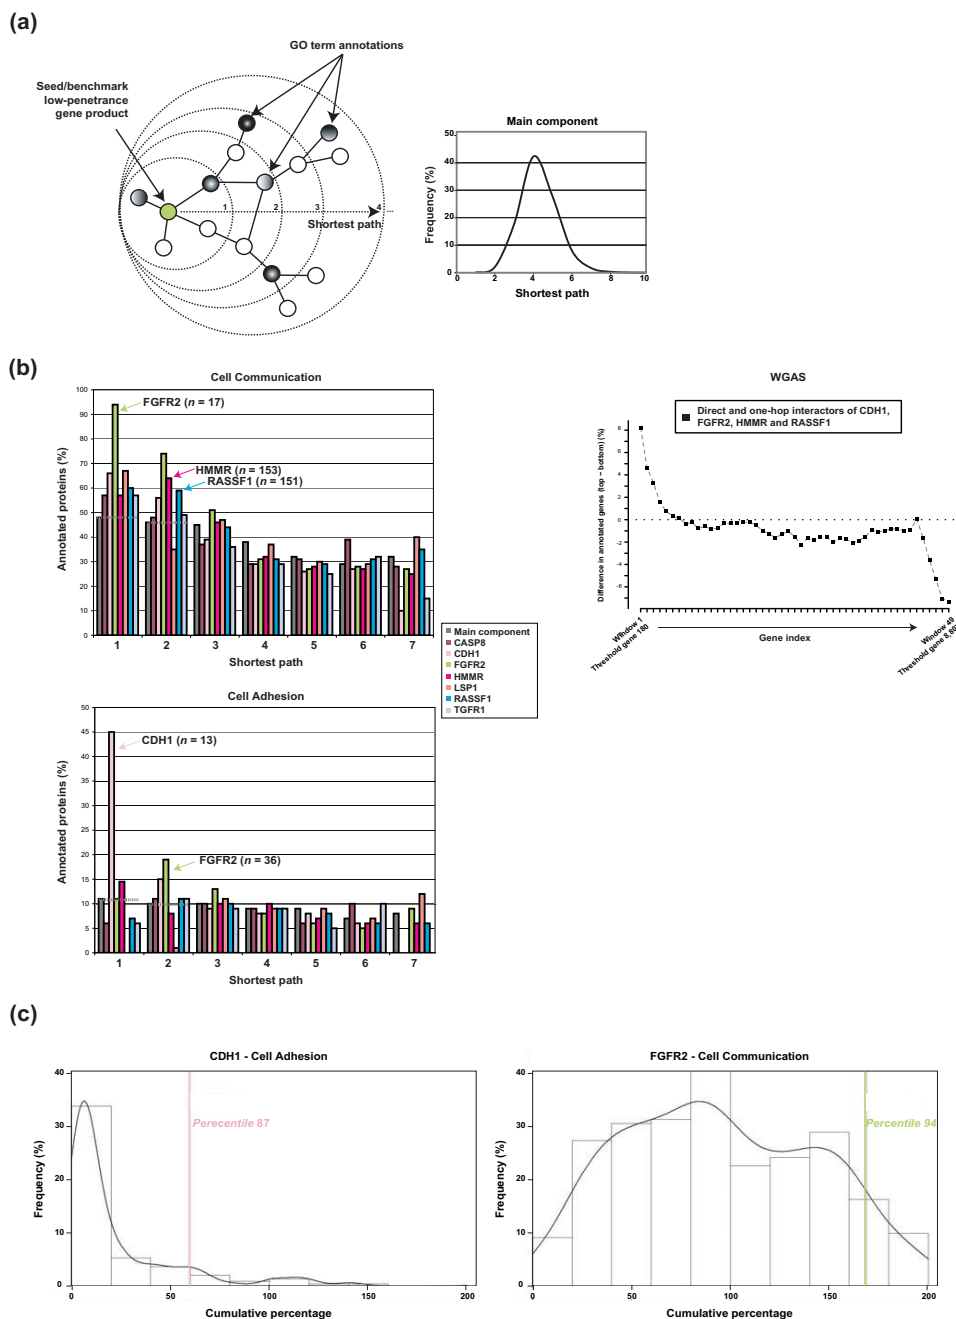 (a)
GO term annotations
Seed/benchmark
low-penetrance
gene product
1
2
3
4
Shortest path
Main component
Frequency (%)
50
40
30
20
10
0
0
2
4
6
8
10
Shortest path
(b)
Cell Communication
FGFR2 (n = 17)
HMMR (n = 153)
RASSF1 (n = 151)
Annotated proteins (%)
100
90
80
70
60
50
40
30
20
10
0
1
2
3
4
5
6
7
Shortest path
Main component
CASP8
CDH1
FGFR2
HMMR
LSP1
RASSF1
TGFR1
WGAS
Direct and one-hop interactors of CDH1,
FGFR2, HMMR and RASSF1
Difference in annotated genes (top – bottom) (%)
8
6
4
2
0
-2
-4
-6
Window 1
Threshold gene 180
Gene index
Window 49
Cell Adhesion
CDH1 (n = 13)
FGFR2 (n = 36)
Annotated proteins (%)
50
45
40
35
30
25
20
15
10
5
0
1
2
3
4
5
6
7
Shortest path
(c)
CDH1 - Cell Adhesion
Perecentile 87
Frequency (%)
40
30
20
10
0
0
50
100
150
200
Cumulative percentage
FGFR2 - Cell Communication
Percentile 94
Frequency (%)
40
30
20
10
0
0
50
100
150
200
Cumulative percentage